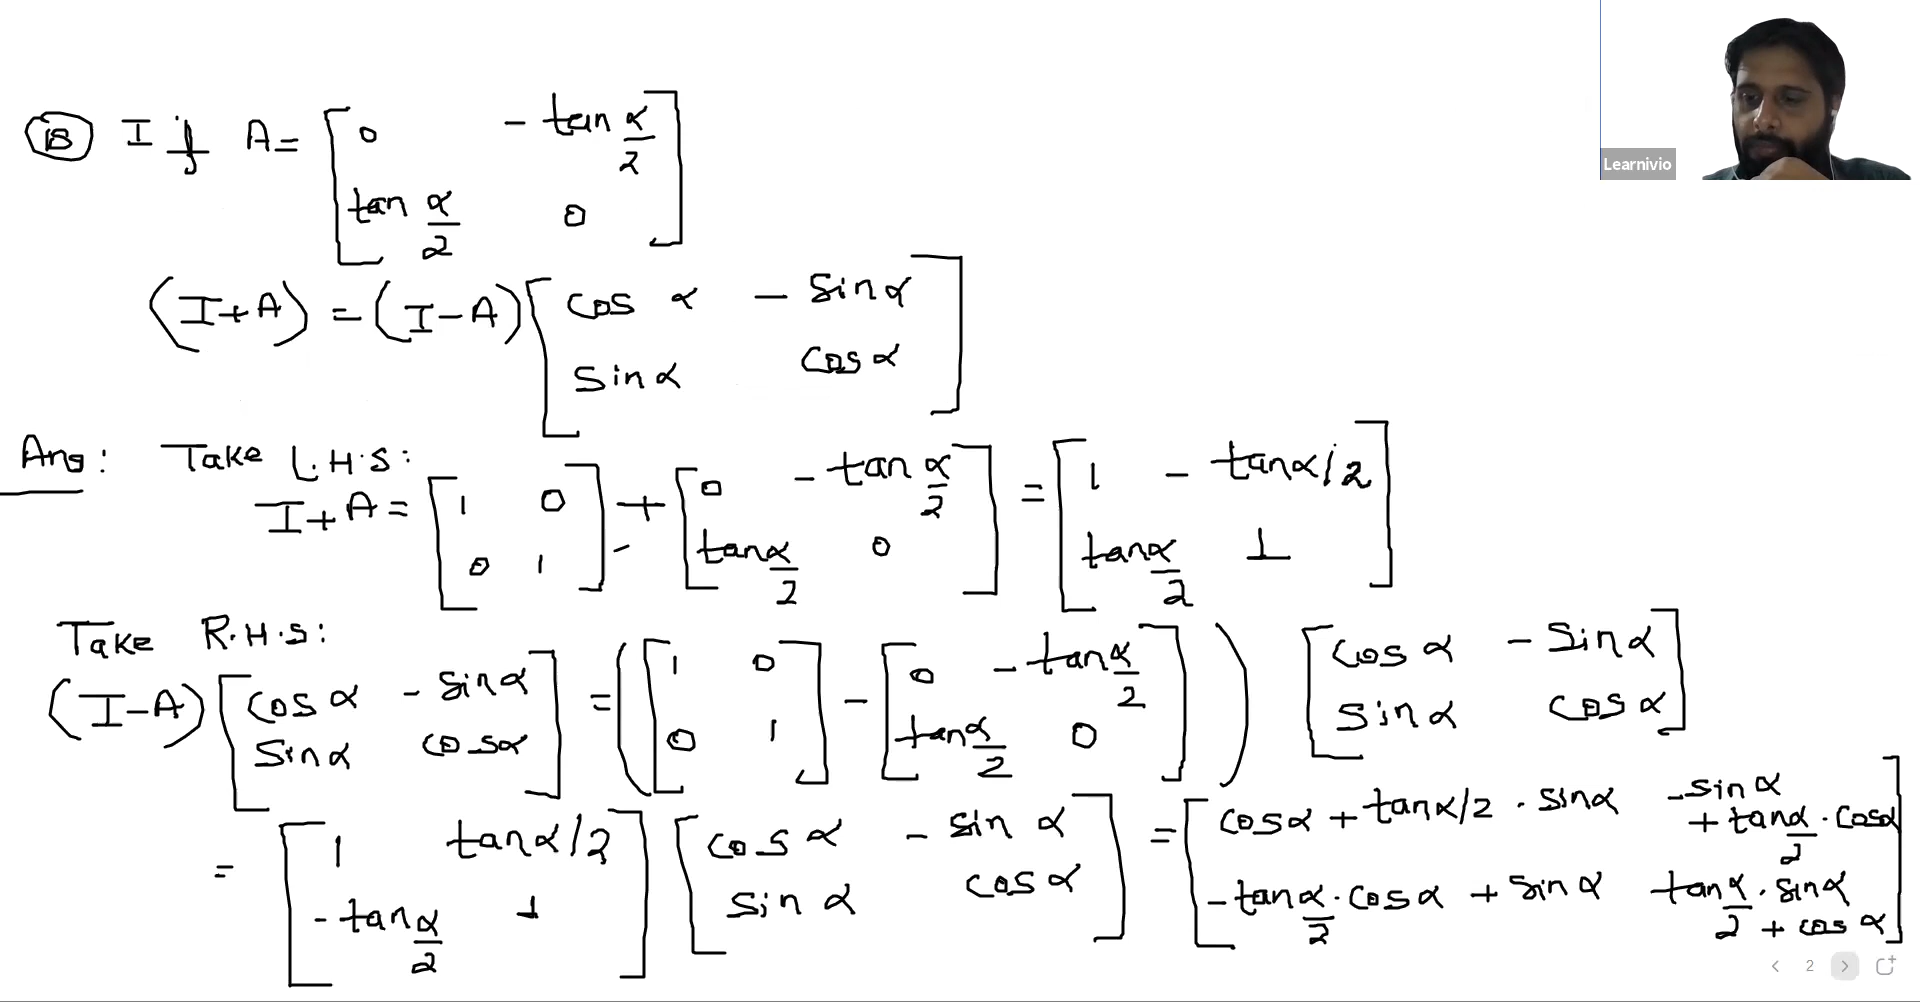 (18) If A = [0 - tan α/2
tan α/2 0]
(I+A) = (I-A) [cos α - sin α
sin α cos α]
Ans: Take L.H.S:
I+A = [1 0 + [0 - tan α/2 = [1 - tan α/2
0 1] tan α/2 0] tan α/2 1]
Take R.H.S:
(I-A) [cos α - sin α = ([1 0 - [0 - tan α/2 [cos α - sin α
sin α cos α] 0 1] tan α/2 0]) sin α cos α]
= [1 tan α/2 [cos α - sin α = [cos α + tan α/2 . sin α - sin α + tan α/2 . cos α
- tan α/2 1] sin α cos α] - tan α/2 . cos α + sin α tan α/2 . sin α + cos α]
Learnivio
2